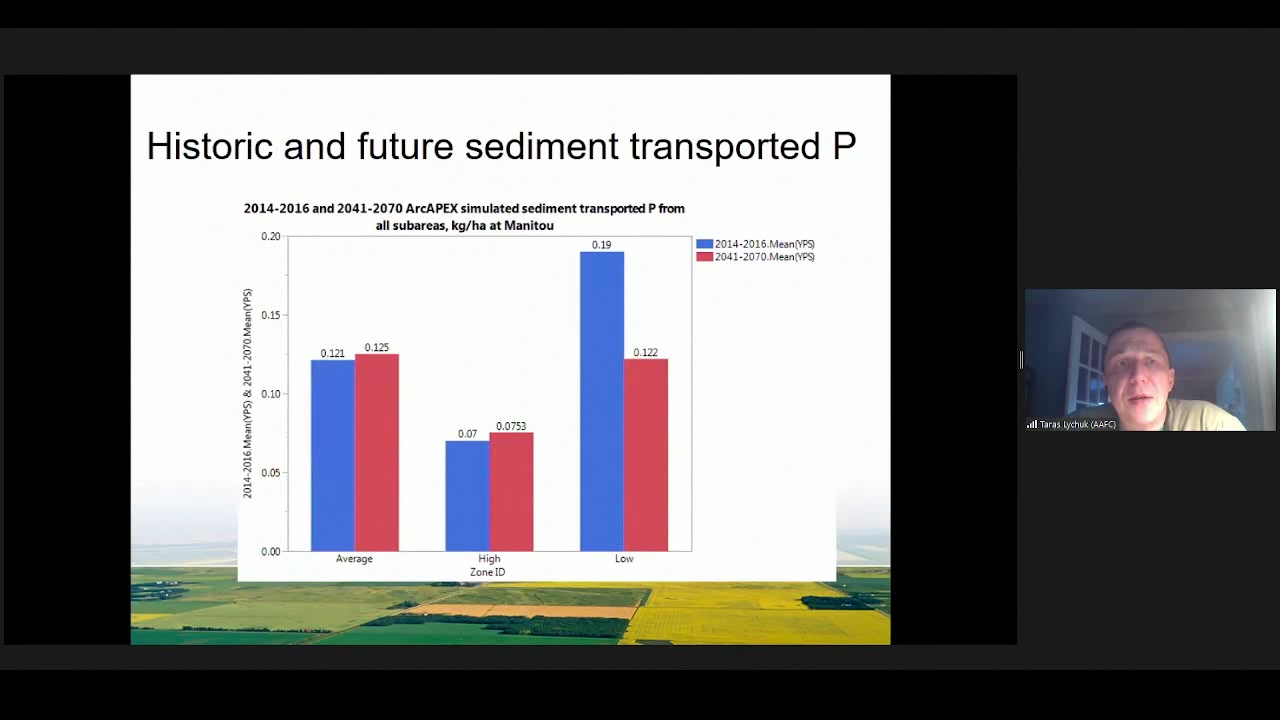 Historic and future sediment transported P
2014-2016 and 2041-2070 ArcAPEX simulated sediment transported P from
all subareas, kg/ha at Manitou
2014-2016.Mean(YPS) & 2041-2070.Mean(YPS)
0.20
0.15
0.10
0.05
0.00
0.121
0.125
0.07
0.0753
0.19
0.122
Average
High
Low
Zone ID
2014-2016.Mean(YPS)
2041-2070.Mean(YPS)
Taras Lychuk (AAFC)